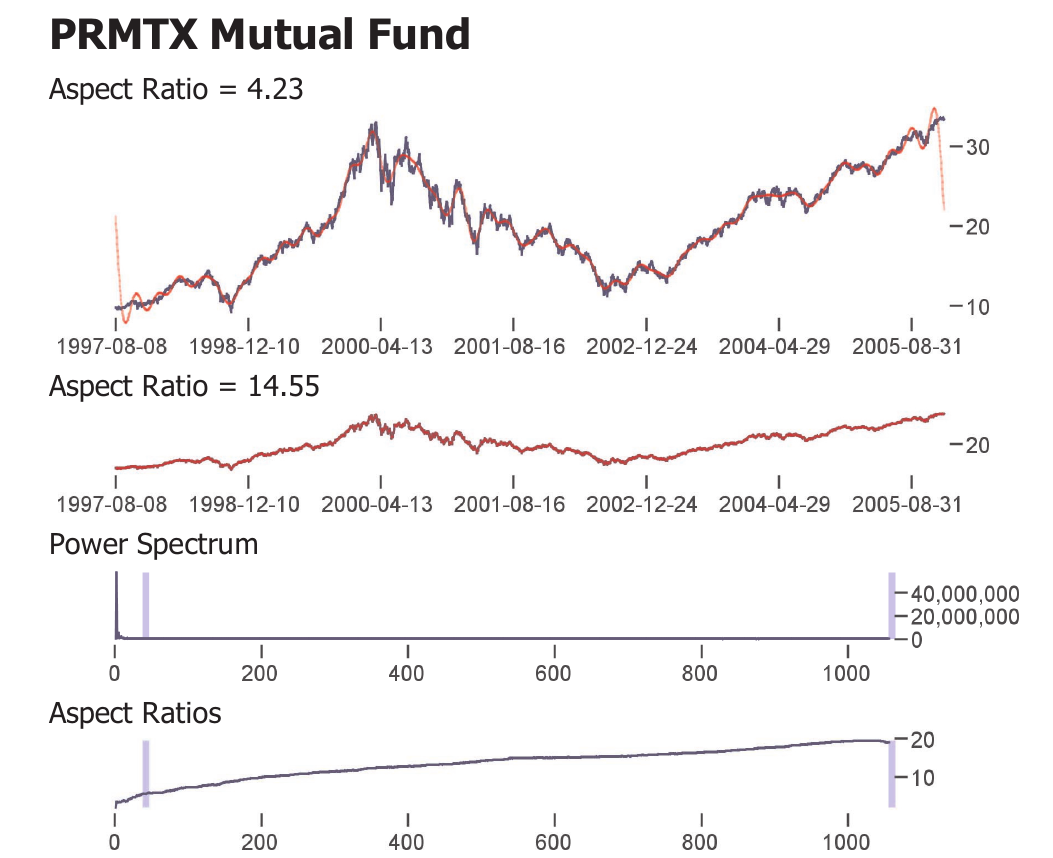 PRMTX Mutual Fund
Aspect Ratio = 4.23
30
20
10
1997-08-08 1998-12-10 2000-04-13 2001-08-16 2002-12-24 2004-04-29 2005-08-31
Aspect Ratio = 14.55
20
1997-08-08 1998-12-10 2000-04-13 2001-08-16 2002-12-24 2004-04-29 2005-08-31
Power Spectrum
40,000,000
20,000,000
0
0 200 400 600 800 1000
Aspect Ratios
20
10
0 200 400 600 800 1000